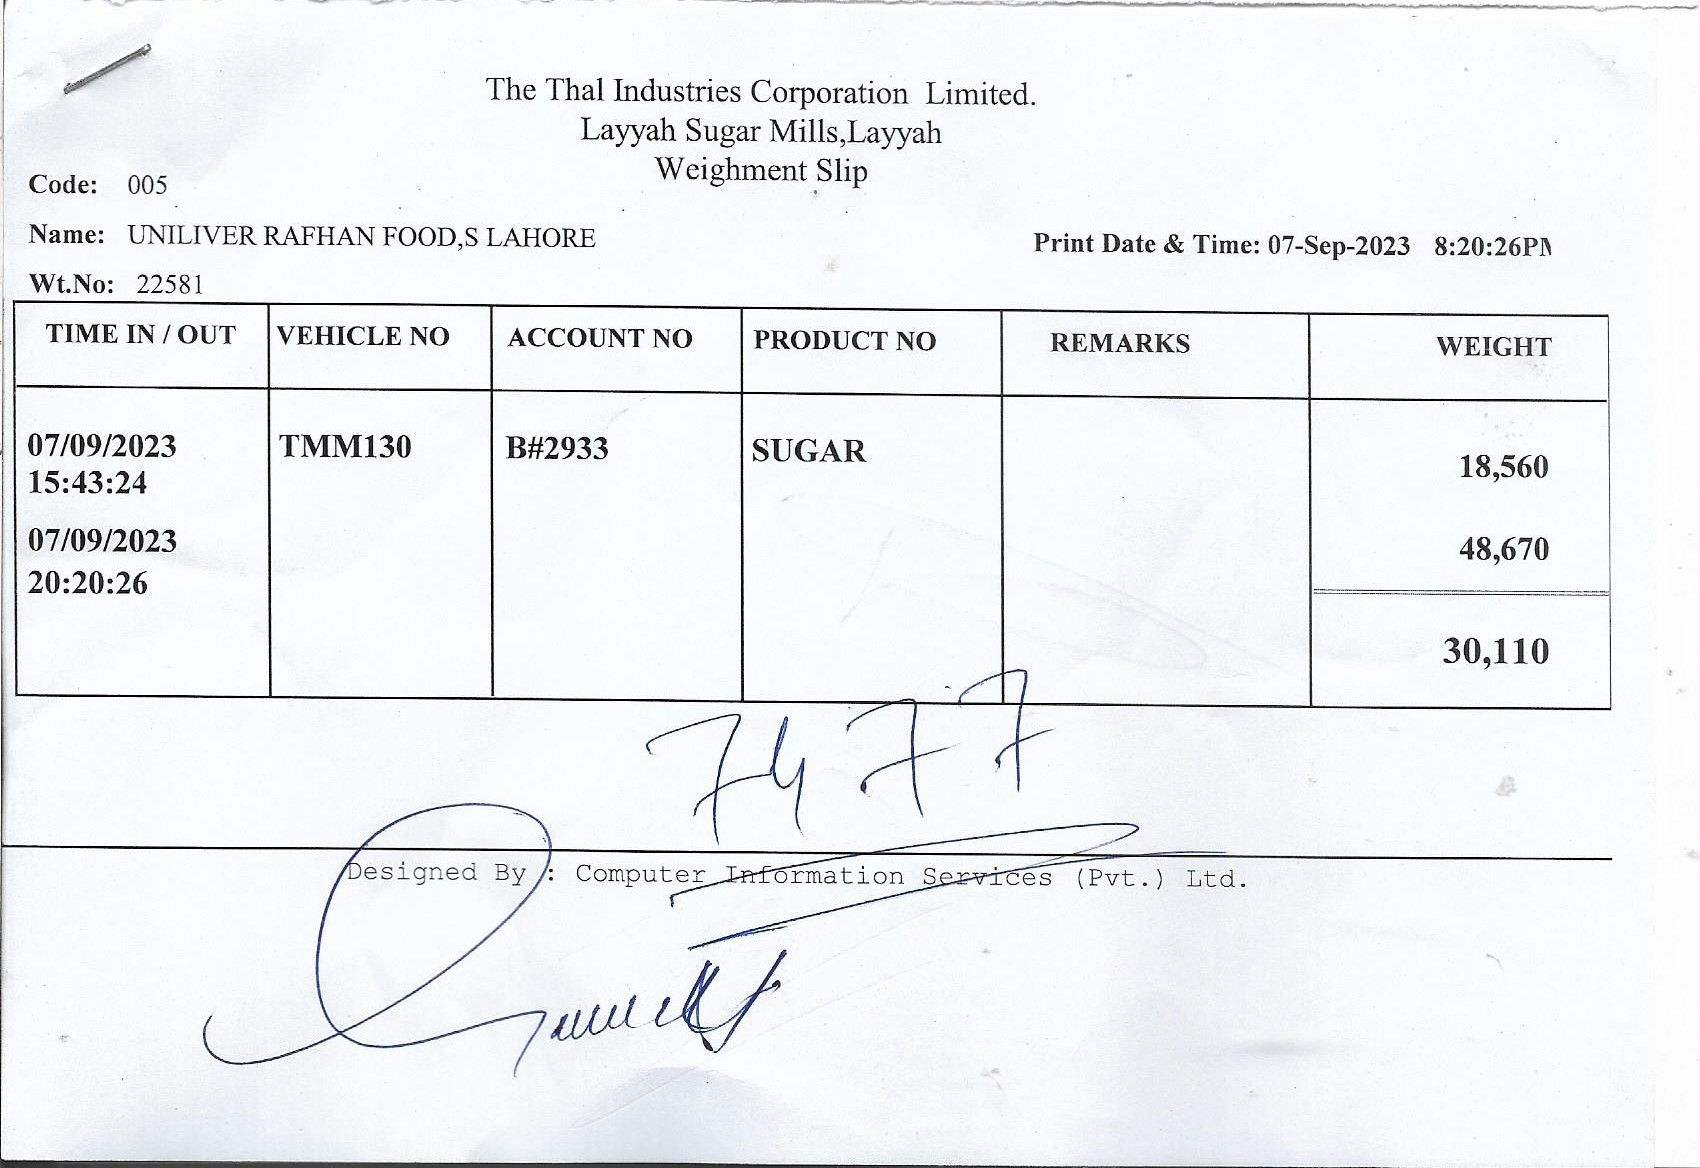 The Thal Industries Corporation Limited.
Layyah Sugar Mills,Layyah
Weighment Slip
Code: 005
Name: UNILIVER RAFHAN FOOD,S LAHORE
Print Date & Time: 07-Sep-2023 8:20:26PM
Wt.No: 22581
TIME IN / OUT VEHICLE NO ACCOUNT NO PRODUCT NO REMARKS WEIGHT
07/09/2023 TMM130 B#2933 SUGAR 18,560
15:43:24
07/09/2023 48,670
20:20:26
30,110
7477
Designed By : Computer Information Services (Pvt.) Ltd.